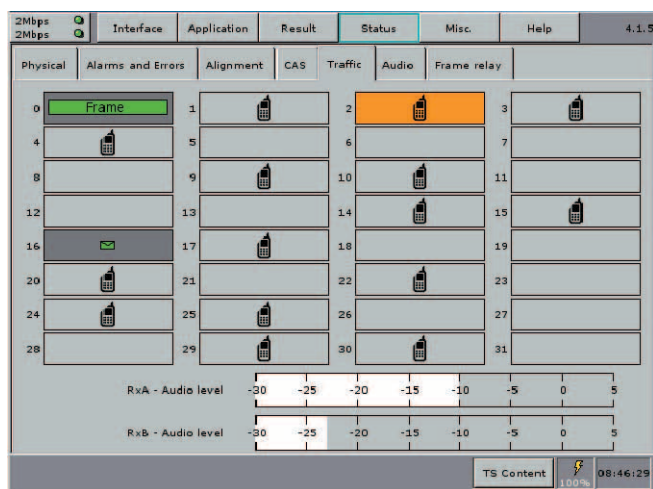 2Mbps Interface Application Result Status Misc. Help 4.1.5
2Mbps
Physical Alarms and Errors Alignment CAS Traffic Audio Frame relay
0 Frame 1 2 3
4 5 6 7
8 9 10 11
12 13 14 15
16 17 18 19
20 21 22 23
24 25 26 27
28 29 30 31
RxA - Audio level -30 -25 -20 -15 -10 -5 0 5
RxB - Audio level -30 -25 -20 -15 -10 -5 0 5
TS Content 100% 08:46:29